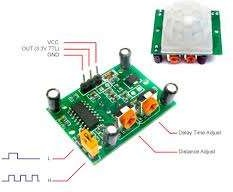 VCC
OUT (3.3V TTL)
GND
Delay Time Adjust
Distance Adjust
L
H